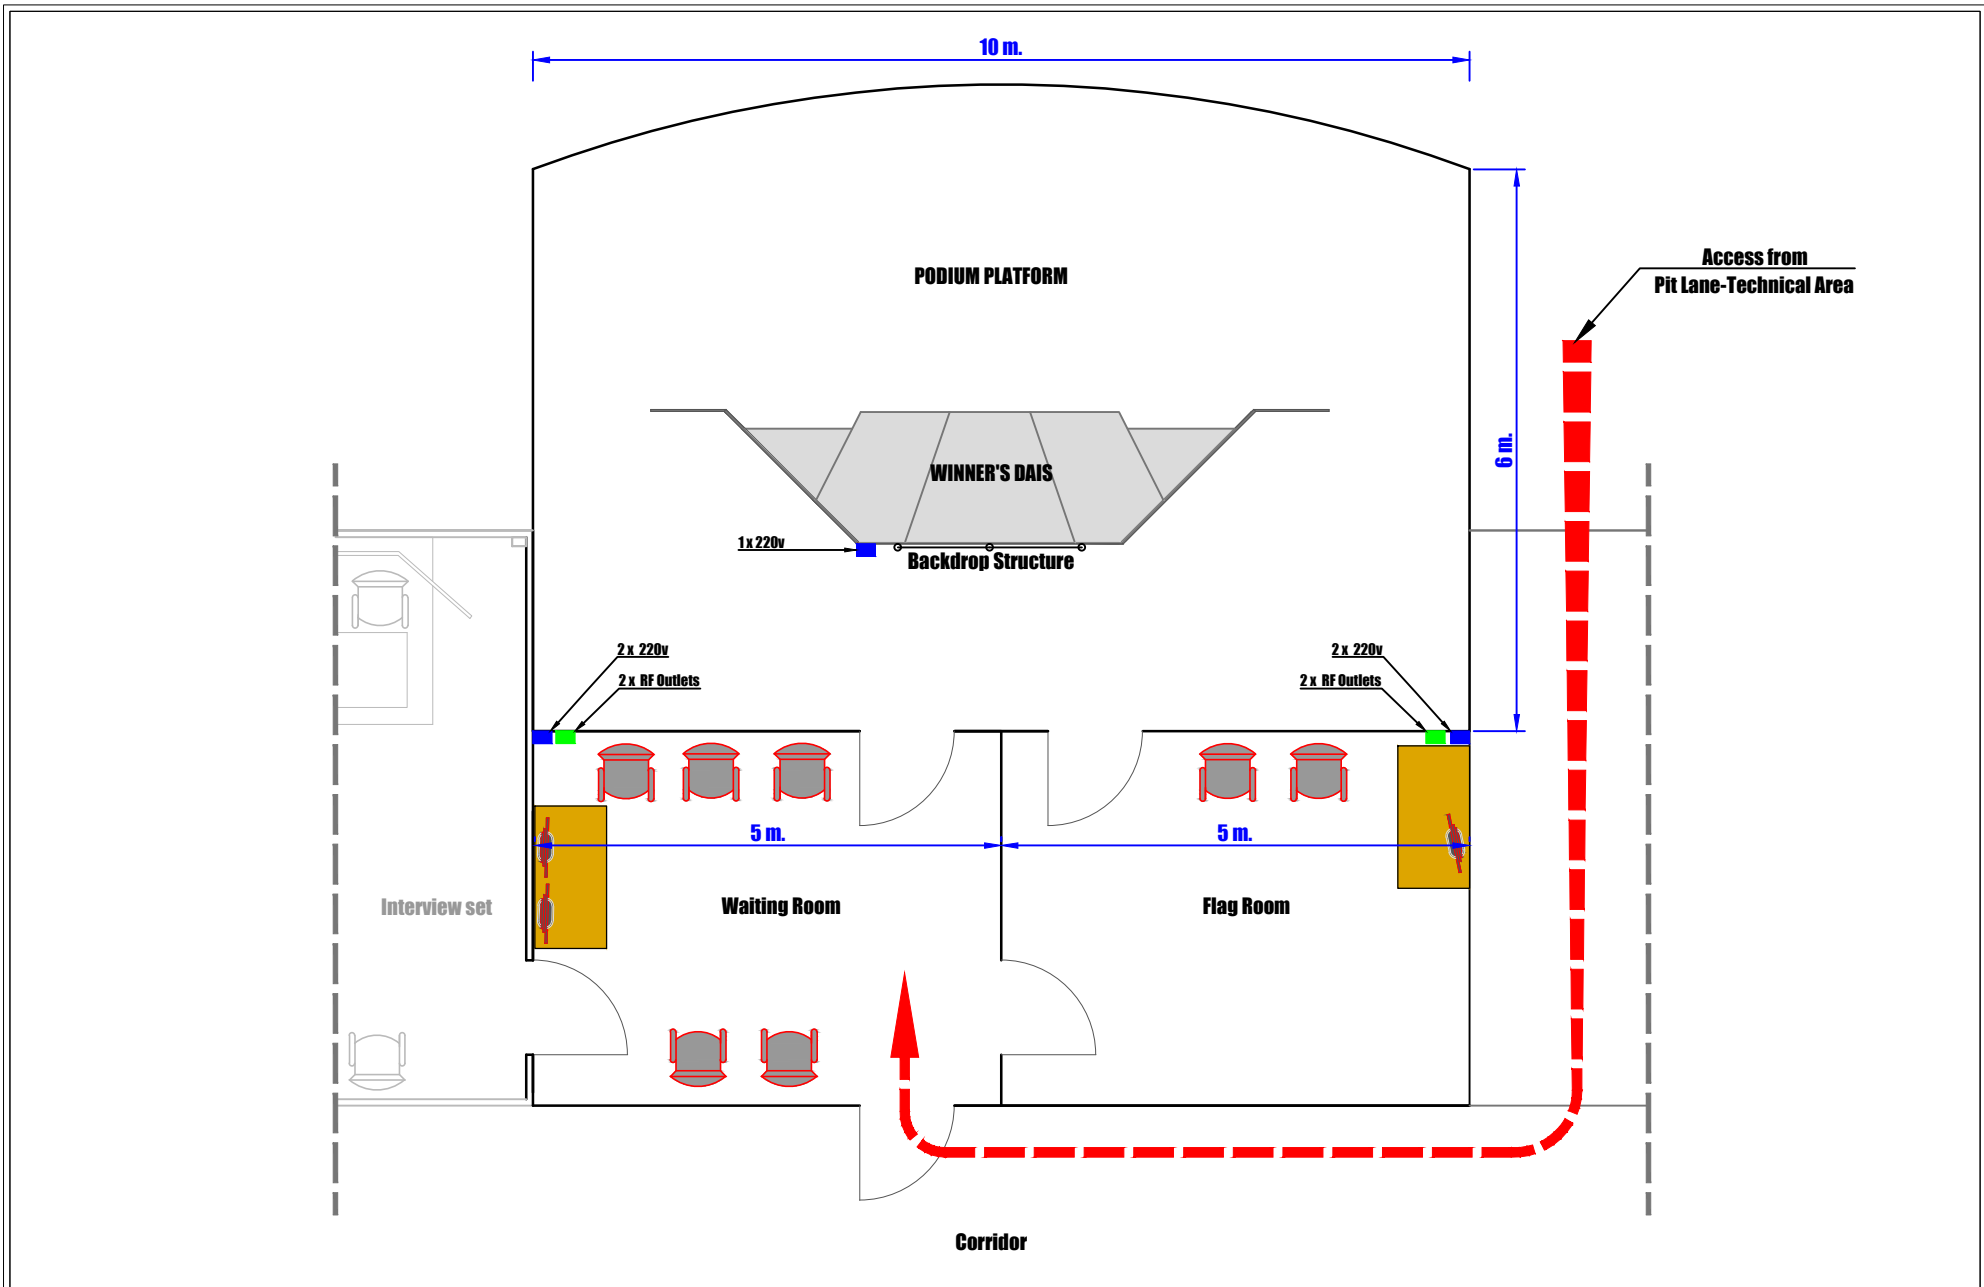 10 m.
PODIUM PLATFORM
Access from
Pit Lane-Technical Area
6 m.
WINNER'S DAIS
1 x 220v
Backdrop Structure
2 x 220v
2 x RF Outlets
2 x 220v
2 x RF Outlets
5 m.
5 m.
Interview set
Waiting Room
Flag Room
Corridor